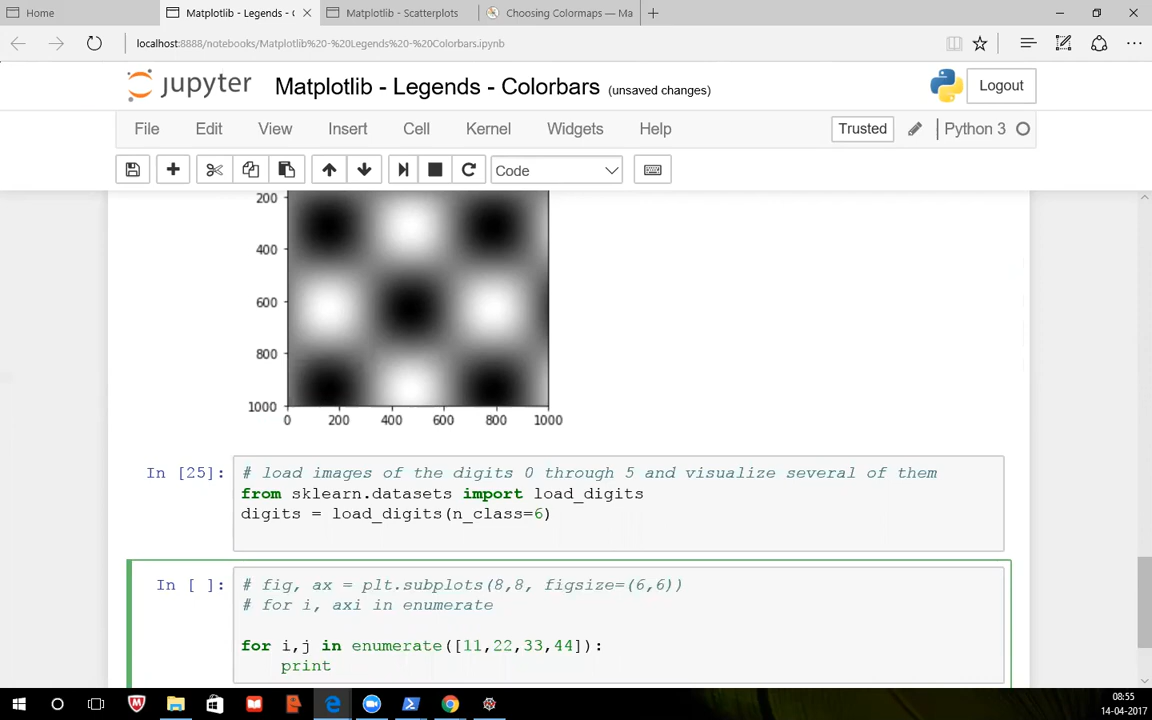 Home
Matplotlib - Legends - (
Matplotlib - Scatterplots
Choosing Colormaps — Ma
localhost:8888/notebooks/Matplotlib%20-%20Legends%20-%20Colorbars.ipynb
jupyter Matplotlib - Legends - Colorbars (unsaved changes)
Logout
File Edit View Insert Cell Kernel Widgets Help
Trusted
Python 3
Code
200
400
600
800
1000
0 200 400 600 800 1000
In [25]: # load images of the digits 0 through 5 and visualize several of them
from sklearn.datasets import load_digits
digits = load_digits(n_class=6)
In [ ]: # fig, ax = plt.subplots(8,8, figsize=(6,6))
# for i, axi in enumerate
for i,j in enumerate([11,22,33,44]):
print
08:55
14-04-2017